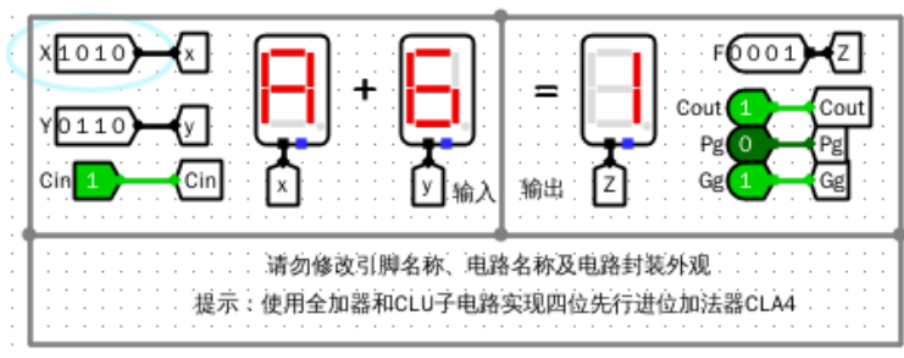 X 1010 x
A + 6 = 1
F 0001 Z
Y 0110 y
Cin 1 Cin
x
y
输入
输出
Z
Cout 1 Cout
Pg 0 Pg
Gg 1 Gg
请勿修改引脚名称、电路名称及电路封装外观
提示：使用全加器和CLU子电路实现四位先行进位加法器CLA4